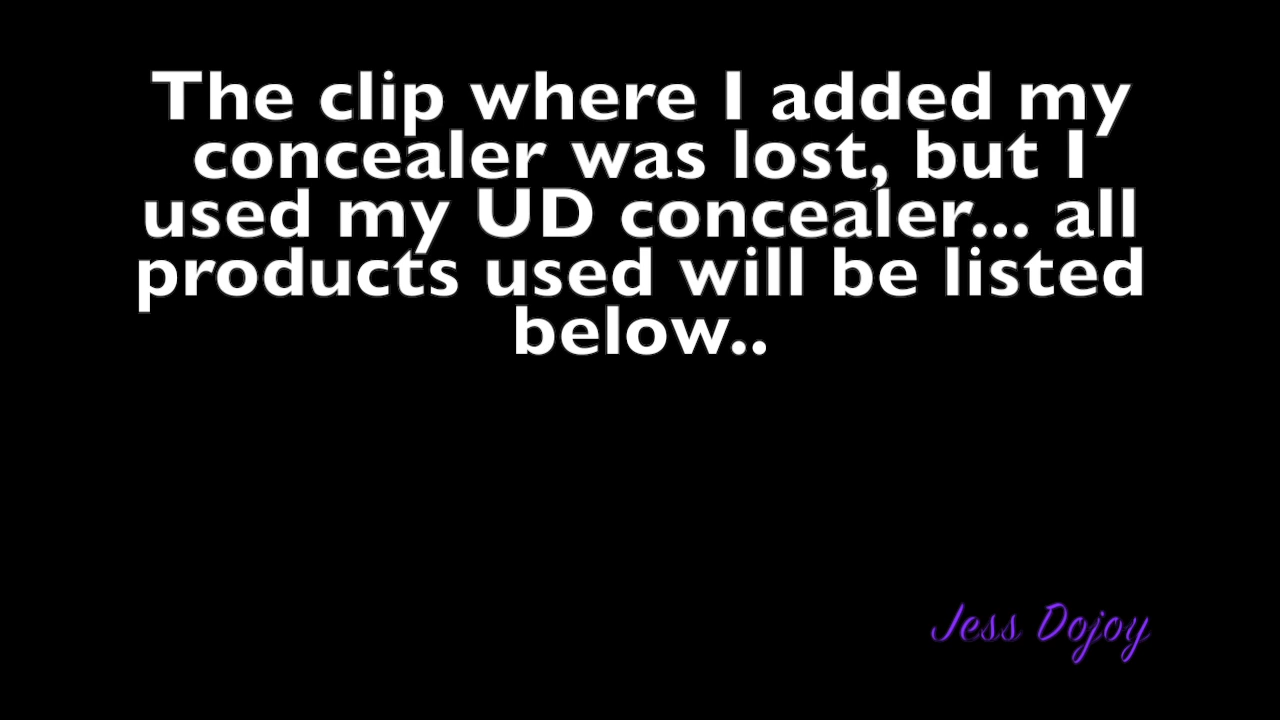 The clip where I added my
concealer was lost, but I
used my UD concealer... all
products used will be listed
below..
Jess Dojoy